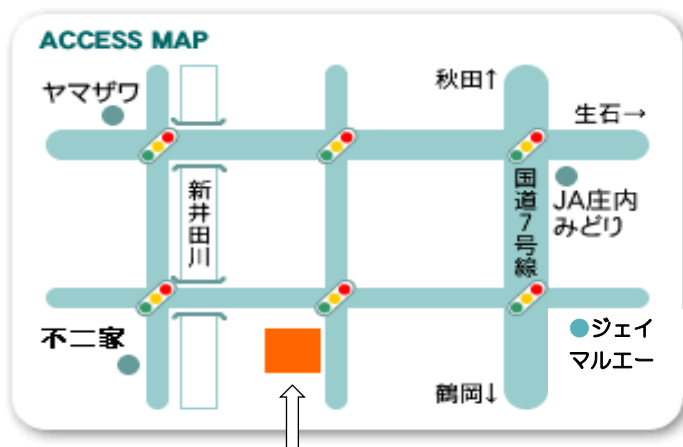 ACCESS MAP
ヤマザワ
秋田↑
生石→
新井田川
国道7号線
JA庄内
みどり
不二家
ジェイ
マルエー
鶴岡↓